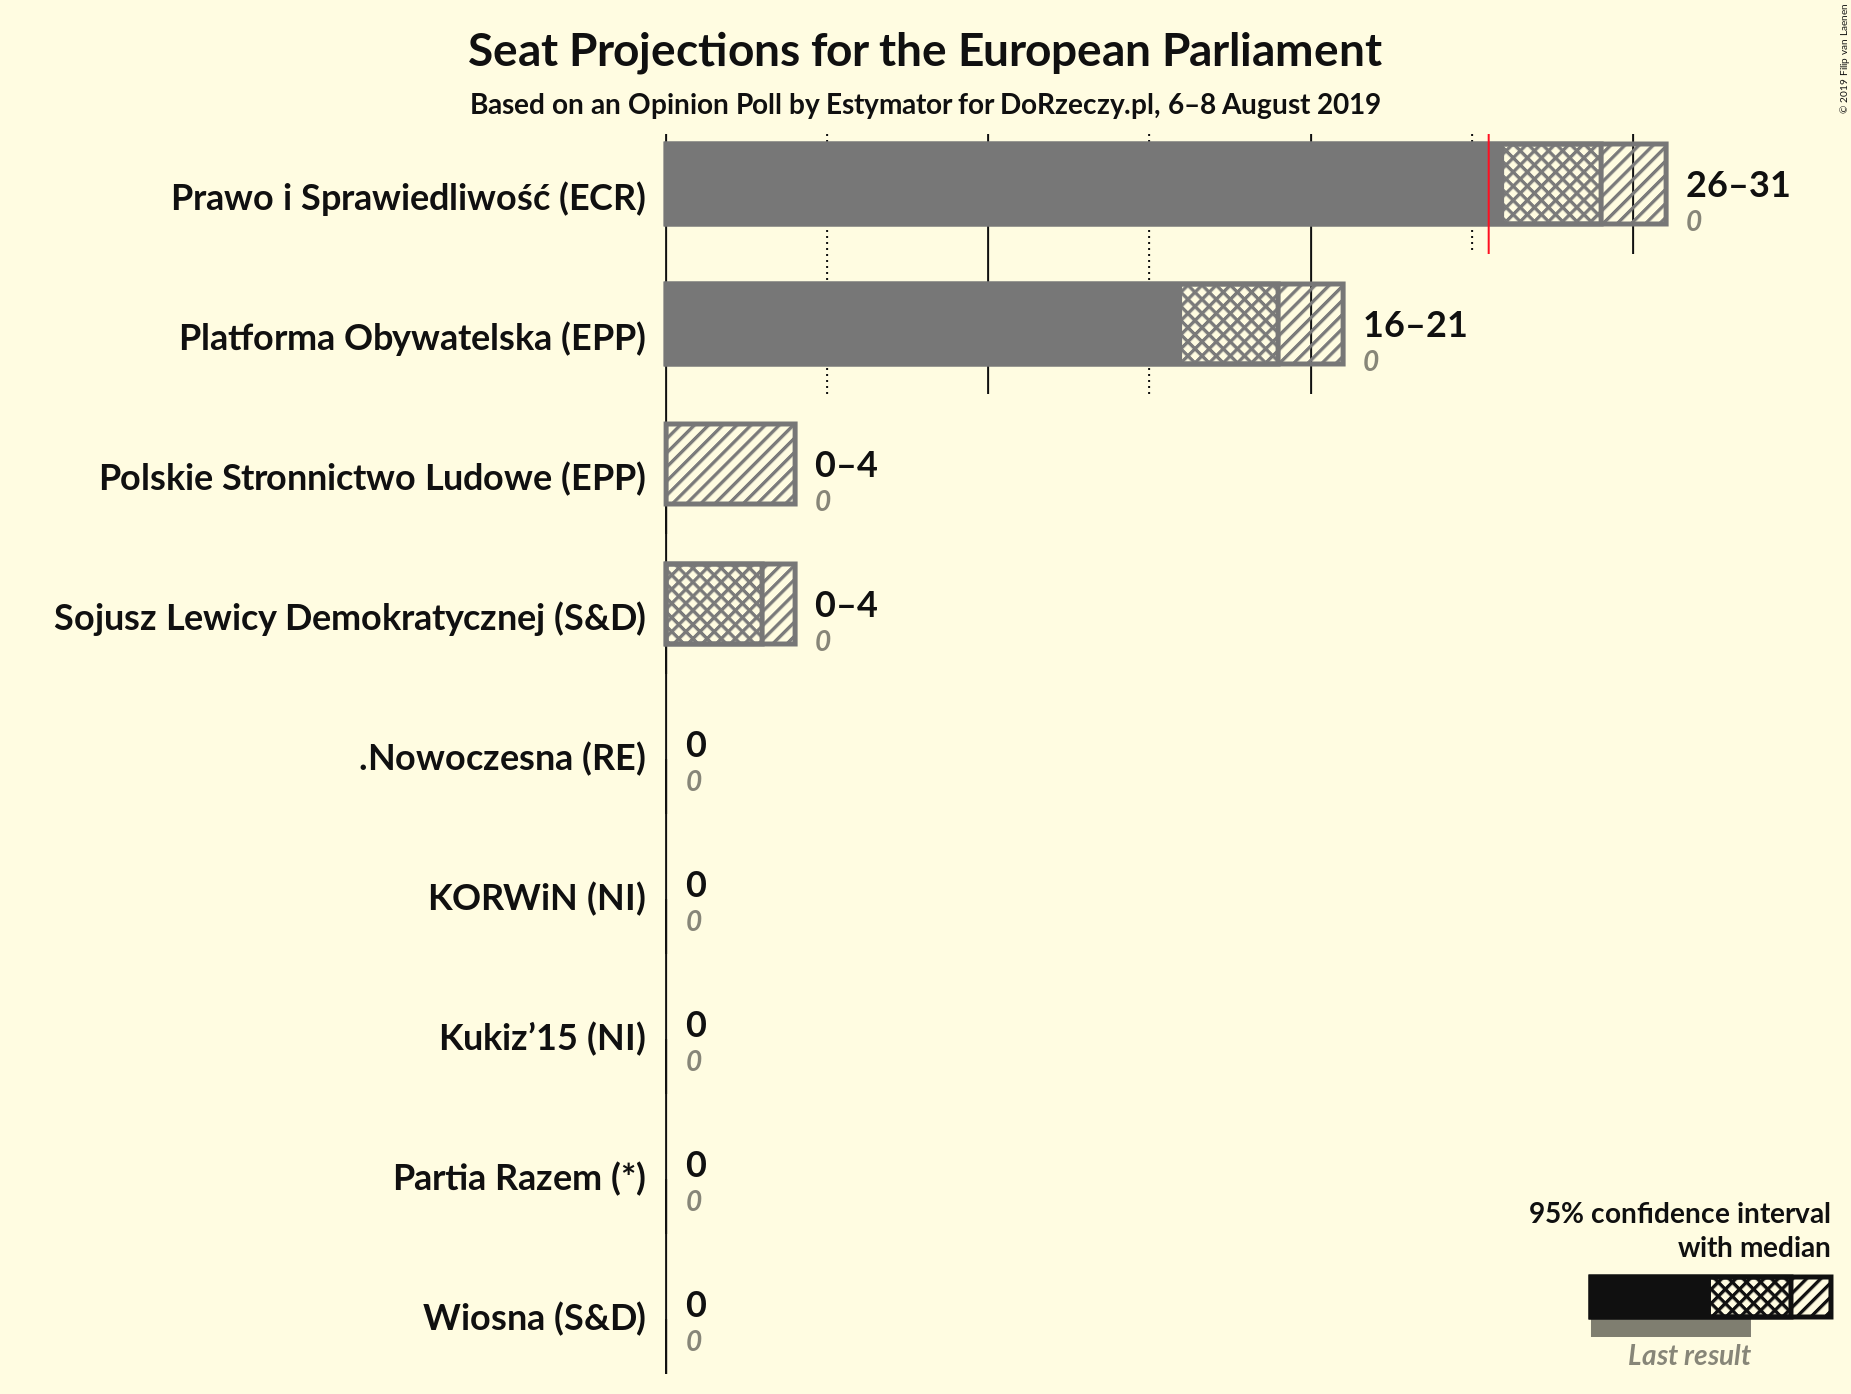 Seat Projections for the European Parliament
Based on an Opinion Poll by Estymator for DoRzeczy.pl, 6–8 August 2019
© 2019 Filip van Laenen
Prawo i Sprawiedliwość (ECR)
26–31
0
Platforma Obywatelska (EPP)
16–21
0
Polskie Stronnictwo Ludowe (EPP)
0–4
0
Sojusz Lewicy Demokratycznej (S&D)
0–4
0
.Nowoczesna (RE)
0
0
KORWiN (NI)
0
0
Kukiz’15 (NI)
0
0
Partia Razem (*)
0
0
Wiosna (S&D)
0
0
95% confidence interval
with median
Last result